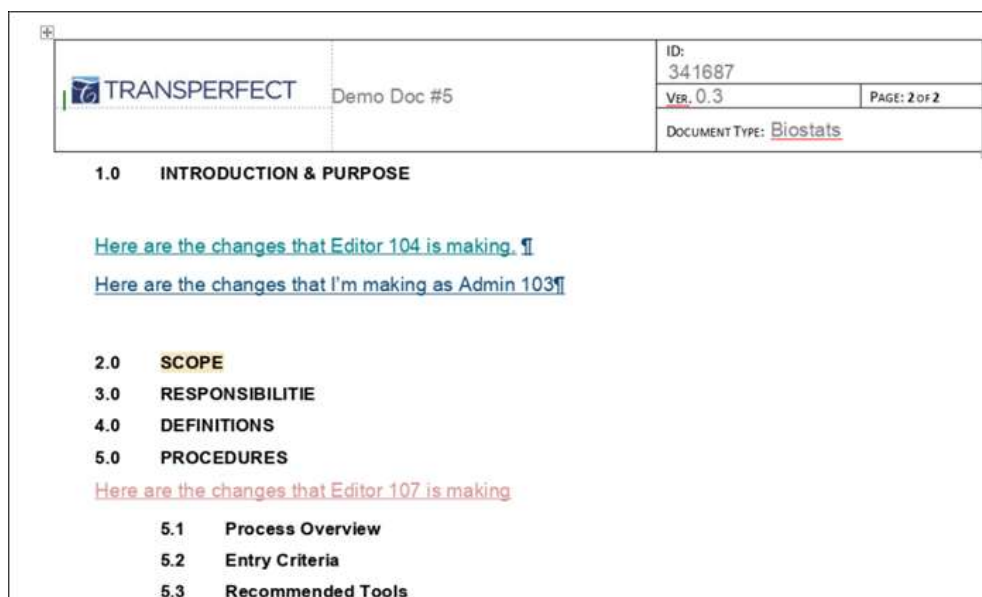 TRANSPERFECT
Demo Doc #5
ID:
341687
VER. 0.3
PAGE: 2 OF 2
DOCUMENT TYPE: Biostats
1.0 INTRODUCTION & PURPOSE
Here are the changes that Editor 104 is making. ¶
Here are the changes that I'm making as Admin 103¶
2.0 SCOPE
3.0 RESPONSIBILITIE
4.0 DEFINITIONS
5.0 PROCEDURES
Here are the changes that Editor 107 is making
5.1 Process Overview
5.2 Entry Criteria
5.3 Recommended Tools